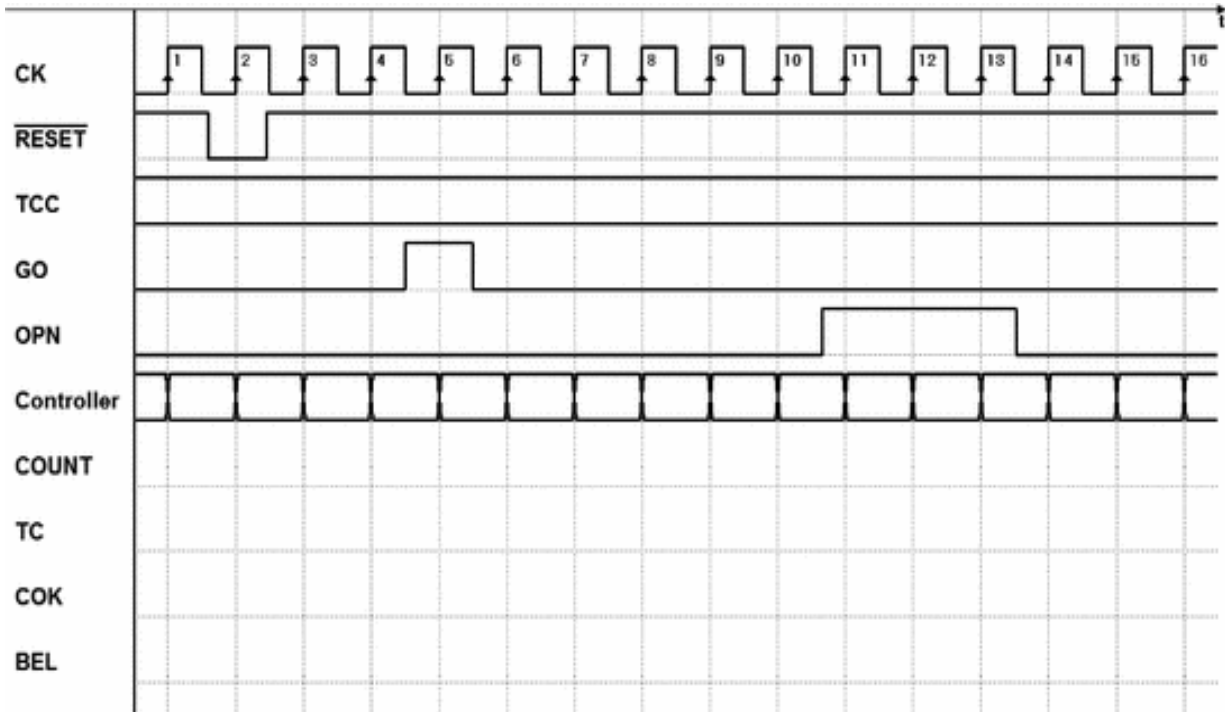 t
CK
1 2 3 4 5 6 7 8 9 10 11 12 13 14 15 16
RESET
TCC
GO
OPN
Controller
COUNT
TC
COK
BEL